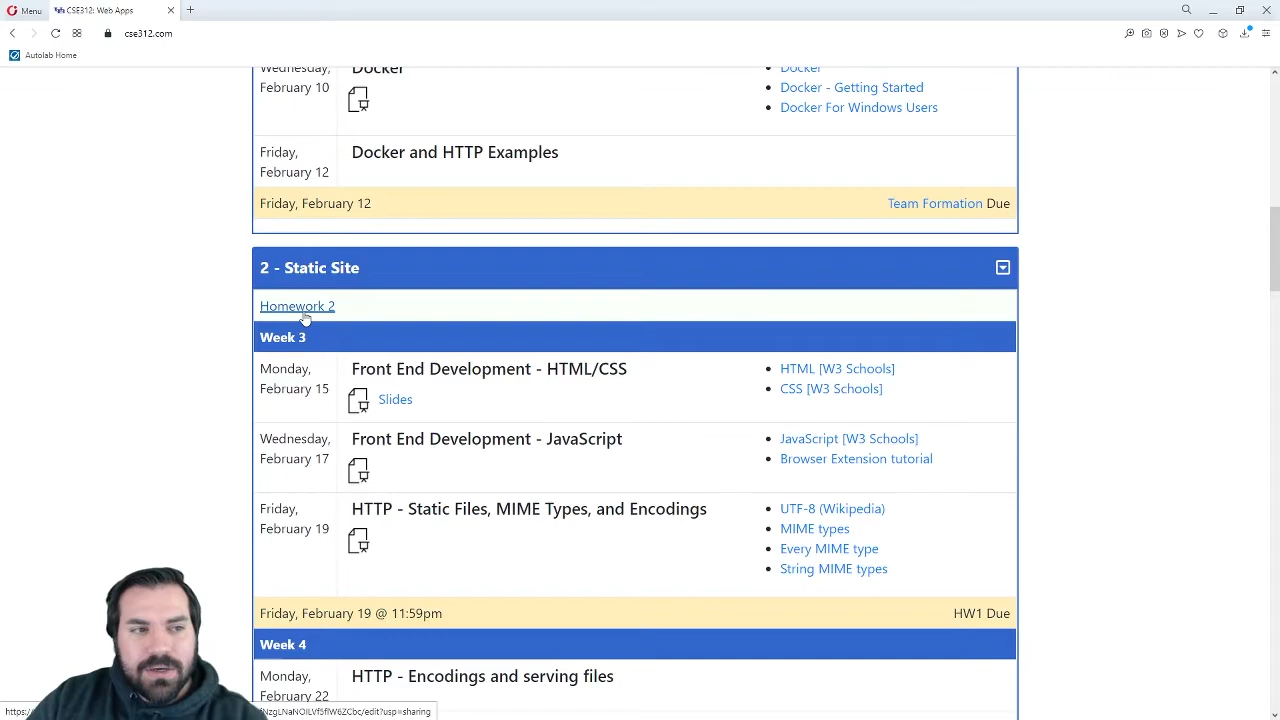 Menu
CSE312: Web Apps
cse312.com
Autolab Home
Wednesday,
February 10
Docker
Docker
Docker - Getting Started
Docker For Windows Users
Friday,
February 12
Docker and HTTP Examples
Friday, February 12
Team Formation Due
2 - Static Site
Homework 2
Week 3
Monday,
February 15
Front End Development - HTML/CSS
Slides
HTML [W3 Schools]
CSS [W3 Schools]
Wednesday,
February 17
Front End Development - JavaScript
JavaScript [W3 Schools]
Browser Extension tutorial
Friday,
February 19
HTTP - Static Files, MIME Types, and Encodings
UTF-8 (Wikipedia)
MIME types
Every MIME type
String MIME types
Friday, February 19 @ 11:59pm
HW1 Due
Week 4
Monday,
February 22
HTTP - Encodings and serving files